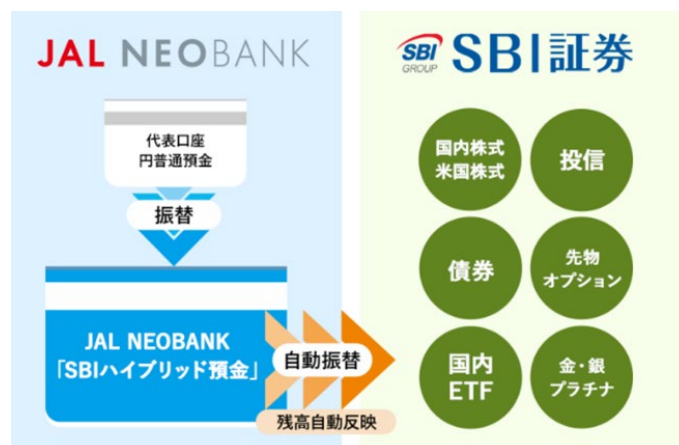 JAL NEOBANK
代表口座
円普通預金
振替
JAL NEOBANK
「SBIハイブリッド預金」
自動振替
残高自動反映
SBI
GROUP
SBI証券
国内株式
米国株式
投信
債券
先物
オプション
国内
ETF
金・銀
プラチナ